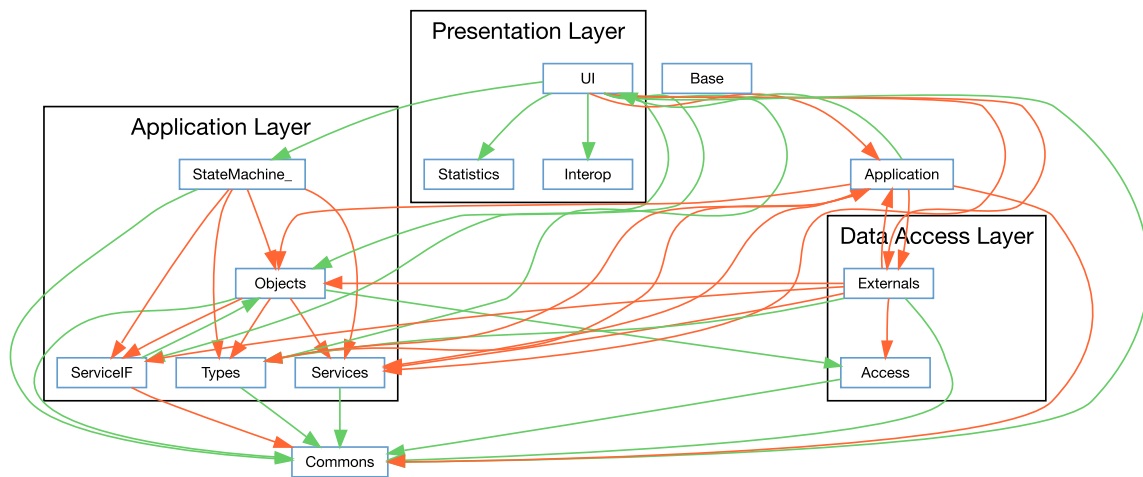 Presentation Layer
UI
Base
Application Layer
StateMachine_
Statistics
Interop
Application
Data Access Layer
Objects
Externals
ServiceIF
Types
Services
Access
Commons